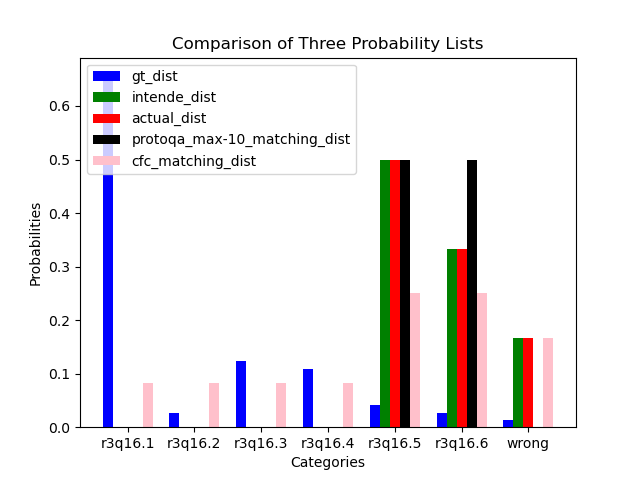 Comparison of Three Probability Lists
gt_dist
intende_dist
actual_dist
protoqa_max-10_matching_dist
cfc_matching_dist
Probabilities
0.6
0.5
0.4
0.3
0.2
0.1
0.0
r3q16.1 r3q16.2 r3q16.3 r3q16.4 r3q16.5 r3q16.6 wrong
Categories